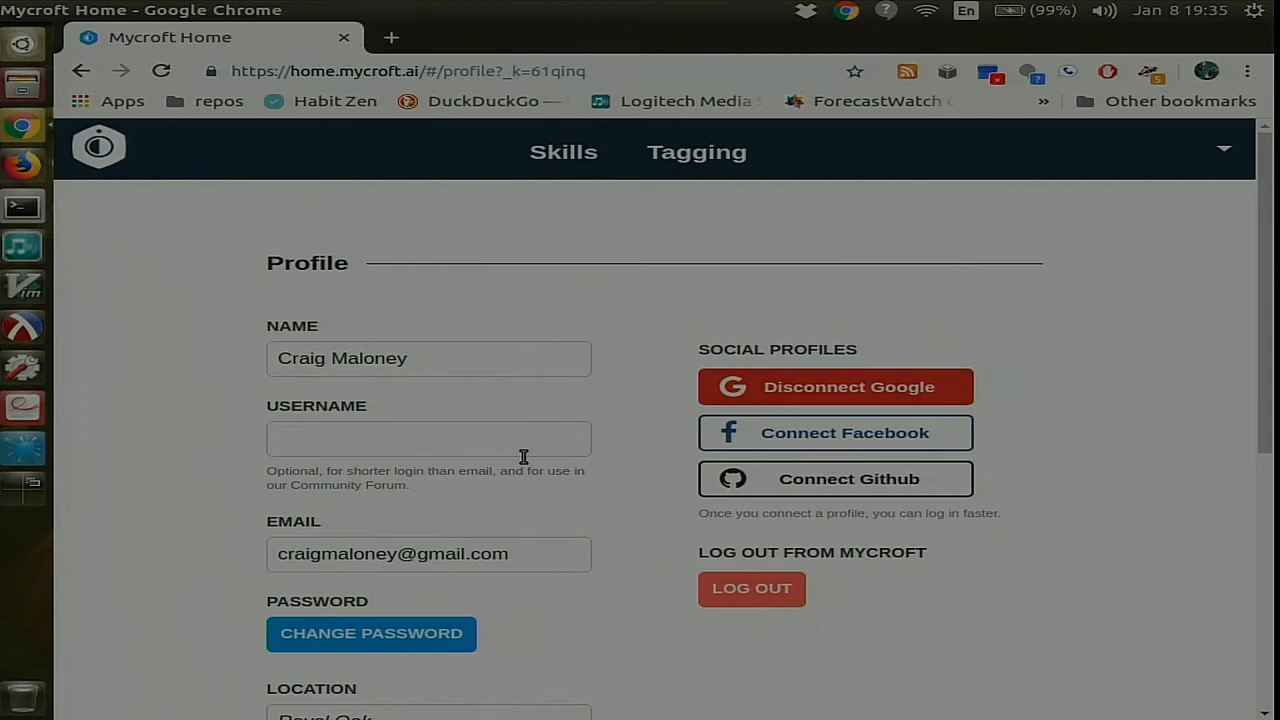 Mycroft Home - Google Chrome
En (99%) Jan 8 19:35
Mycroft Home
https://home.mycroft.ai/#/profile?_k=61qinq
Apps repos Habit Zen DuckDuckGo — Logitech Media ForecastWatch » Other bookmarks
Skills Tagging
Profile
NAME
Craig Maloney
USERNAME
Optional, for shorter login than email, and for use in
our Community Forum.
EMAIL
craigmaloney@gmail.com
PASSWORD
CHANGE PASSWORD
LOCATION
Royal Oak
SOCIAL PROFILES
Disconnect Google
Connect Facebook
Connect Github
Once you connect a profile, you can log in faster.
LOG OUT FROM MYCROFT
LOG OUT